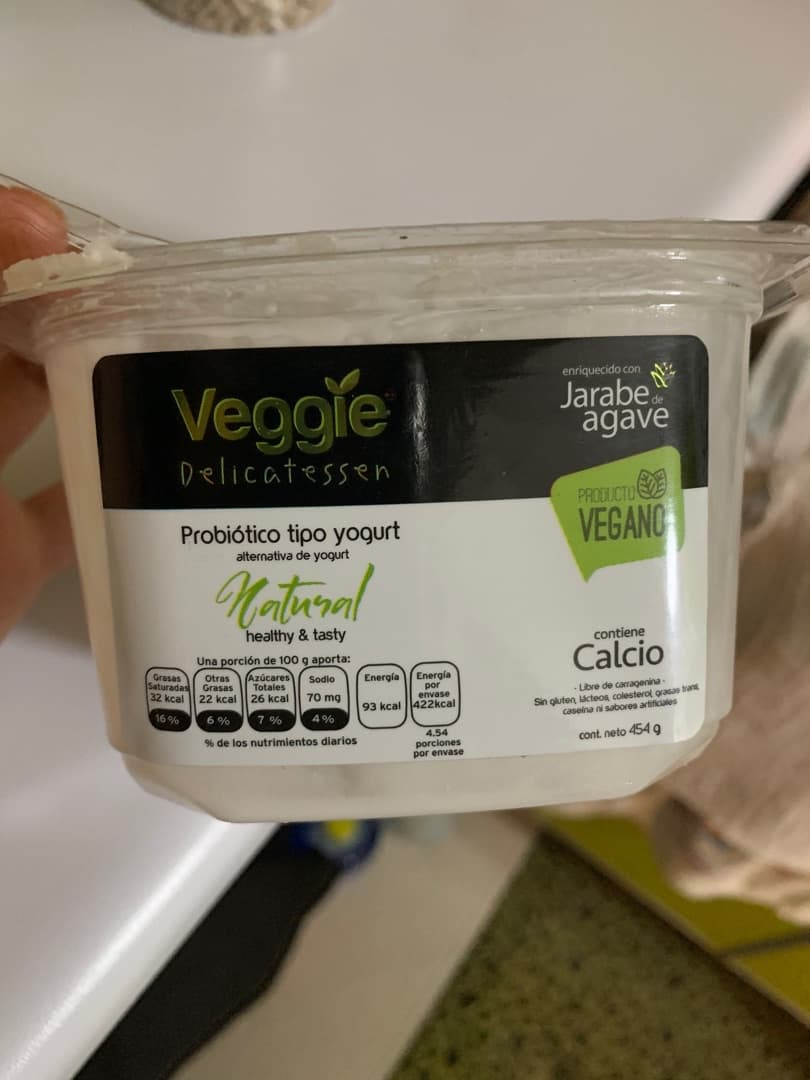 Veggie
Delicatessen
enriquecido con
Jarabe de
agave
PRODUCTO
VEGANO
Probiótico tipo yogurt
alternativa de yogurt
Natural
healthy & tasty
Una porción de 100 g aporta:
Grasas Saturadas 32 kcal 16 %
Otras Grasas 22 kcal 6 %
Azúcares Totales 26 kcal 7 %
Sodio 70 mg 4 %
Energía 93 kcal
Energía por envase 422kcal
% de los nutrimientos diarios
4.54
porciones
por envase
contiene
Calcio
- Libre de carragenina -
Sin gluten, lácteos, colesterol, grasas trans,
caseína ni sabores artificiales
cont. neto 454 g